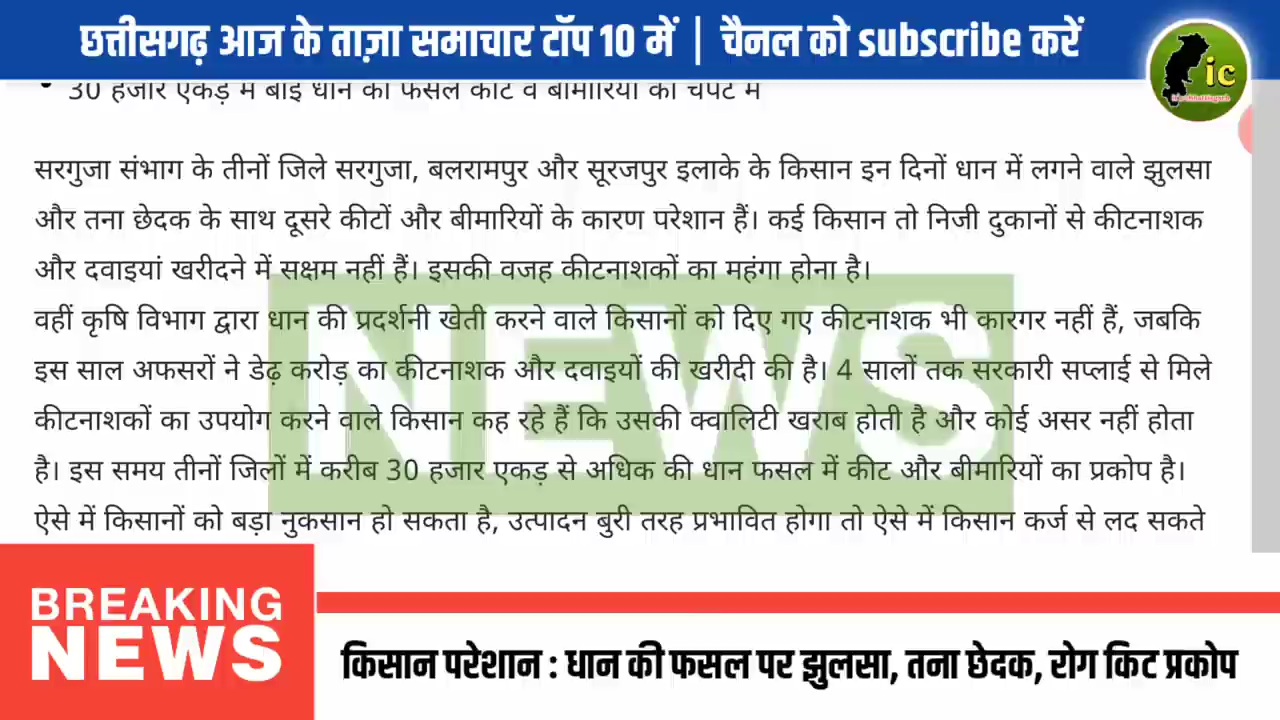 छत्तीसगढ़ आज के ताज़ा समाचार टॉप 10 में | चैनल को subscribe करें
ic
30 हजार एकड़ में बोई धान की फसल कीट व बीमारियों की चपेट में
सरगुजा संभाग के तीनों जिले सरगुजा, बलरामपुर और सूरजपुर इलाके के किसान इन दिनों धान में लगने वाले झुलसा
और तना छेदक के साथ दूसरे कीटों और बीमारियों के कारण परेशान हैं। कई किसान तो निजी दुकानों से कीटनाशक
और दवाइयां खरीदने में सक्षम नहीं हैं। इसकी वजह कीटनाशकों का महंगा होना है।
वहीं कृषि विभाग द्वारा धान की प्रदर्शनी खेती करने वाले किसानों को दिए गए कीटनाशक भी कारगर नहीं हैं, जबकि
इस साल अफसरों ने डेढ़ करोड़ का कीटनाशक और दवाइयों की खरीदी की है। 4 सालों तक सरकारी सप्लाई से मिले
कीटनाशकों का उपयोग करने वाले किसान कह रहे हैं कि उसकी क्वालिटी खराब होती है और कोई असर नहीं होता
है। इस समय तीनों जिलों में करीब 30 हजार एकड़ से अधिक की धान फसल में कीट और बीमारियों का प्रकोप है।
ऐसे में किसानों को बड़ा नुकसान हो सकता है, उत्पादन बुरी तरह प्रभावित होगा तो ऐसे में किसान कर्ज से लद सकते
NEWS
BREAKING
NEWS
किसान परेशान : धान की फसल पर झुलसा, तना छेदक, रोग किट प्रकोप